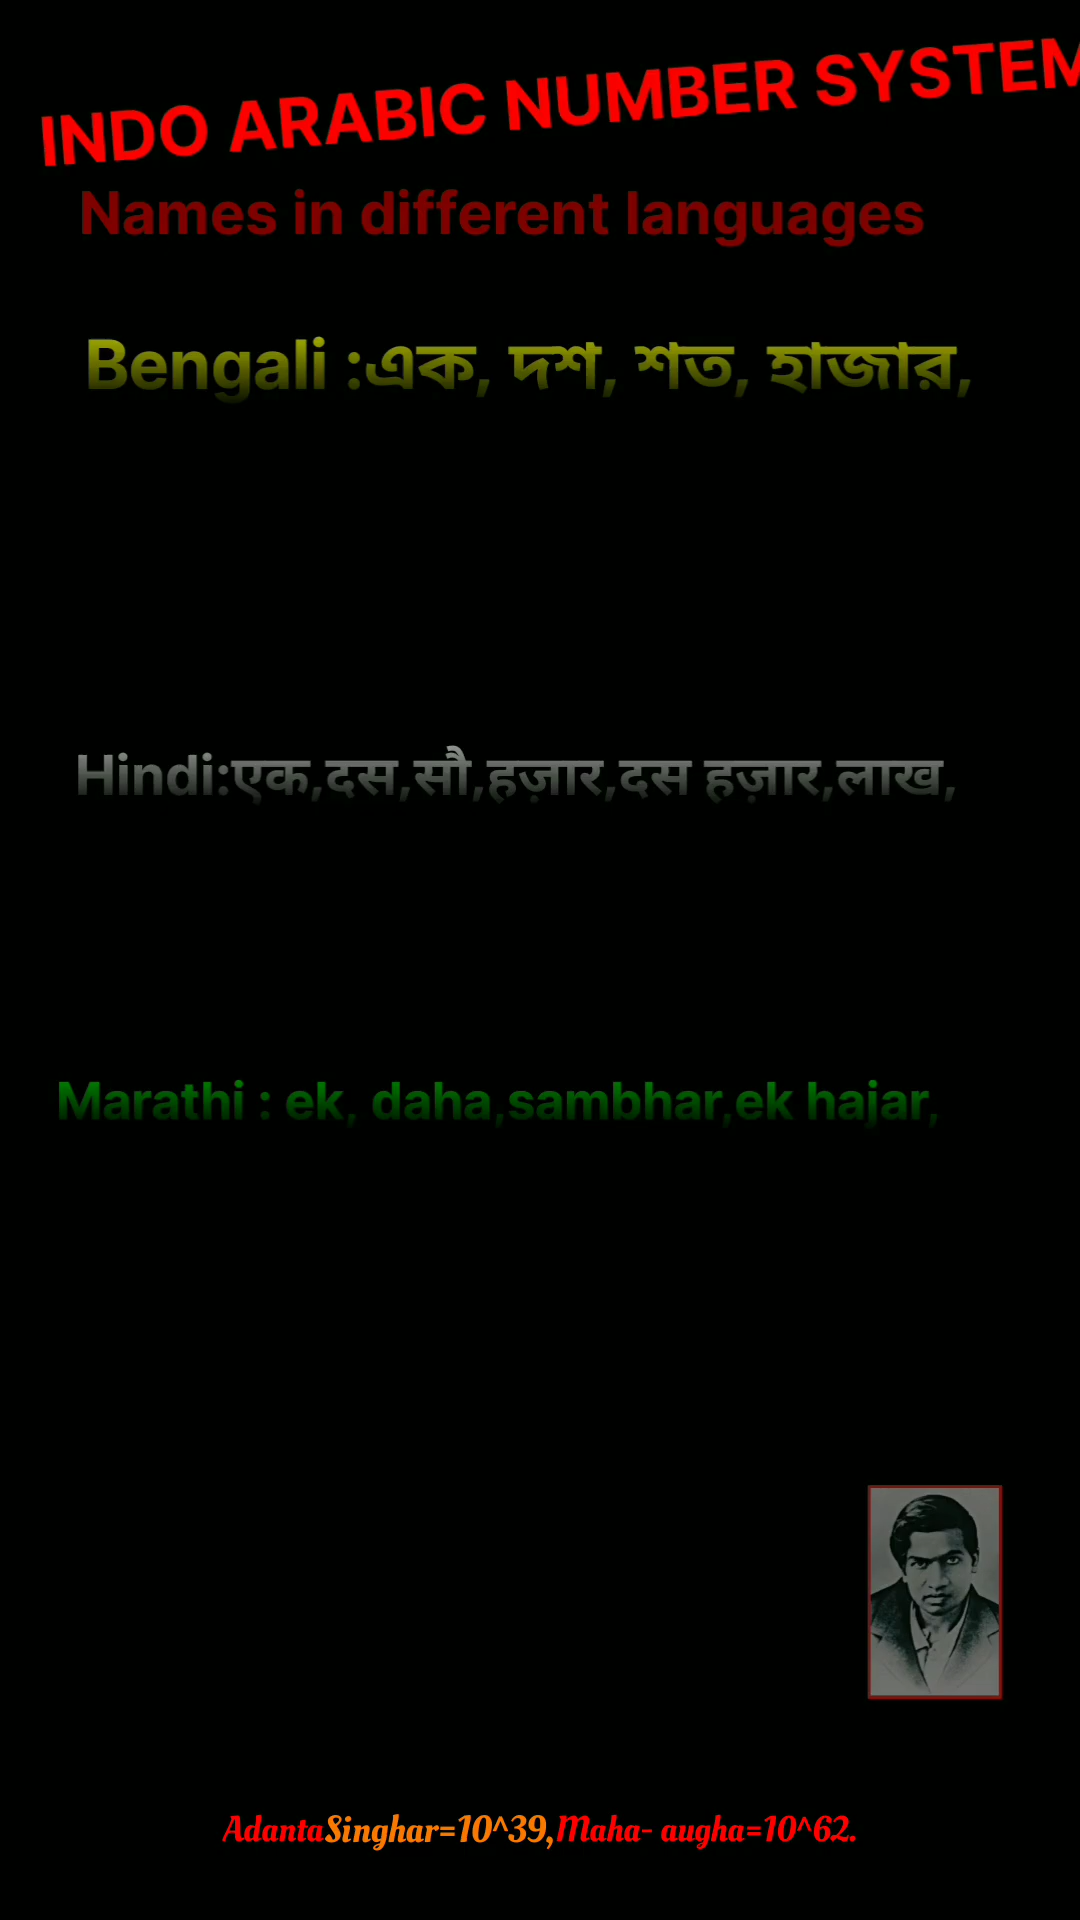 INDO ARABIC NUMBER SYSTEM
Names in different languages
Bengali :এক, দশ, শত, হাজার,
Hindi:एक,दस,सौ,हज़ार,दस हज़ार,लाख,
Marathi : ek, daha,sambhar,ek hajar,
AdantaSinghar=10^39,Maha- augha=10^62.